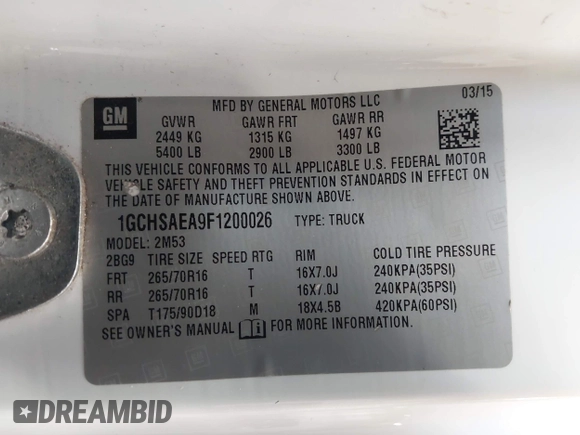 MFD BY GENERAL MOTORS LLC
03/15
GM
GVWR GAWR FRT GAWR RR
2449 KG 1315 KG 1497 KG
5400 LB 2900 LB 3300 LB
THIS VEHICLE CONFORMS TO ALL APPLICABLE U.S. FEDERAL MOTOR
VEHICLE SAFETY AND THEFT PREVENTION STANDARDS IN EFFECT ON
THE DATE OF MANUFACTURE SHOWN ABOVE.
1GCHSAEA9F1200026 TYPE: TRUCK
MODEL: 2M53
2BG9 TIRE SIZE SPEED RTG RIM COLD TIRE PRESSURE
FRT 265/70R16 T 16X7.0J 240KPA(35PSI)
RR 265/70R16 T 16X7.0J 240KPA(35PSI)
SPA T175/90D18 M 18X4.5B 420KPA(60PSI)
SEE OWNER'S MANUAL FOR MORE INFORMATION.
DREAMBID